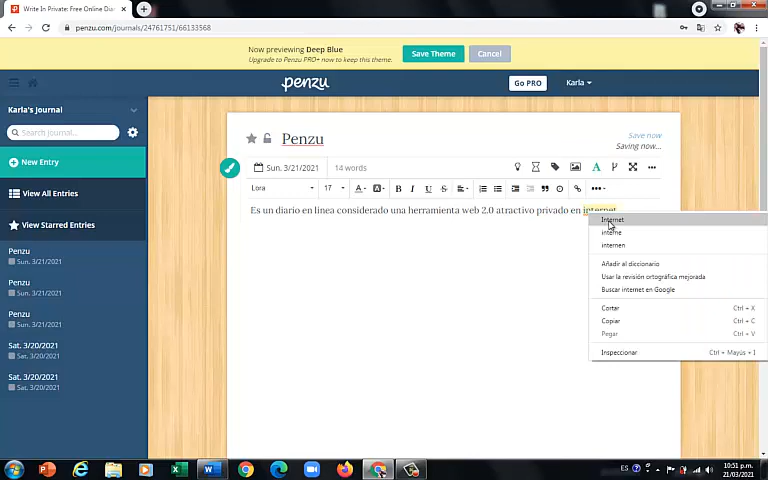 Write In Private: Free Online Dia
penzu.com/journals/24761751/66133568
Now previewing Deep Blue
Upgrade to Penzu PRO+ now to keep this theme.
Save Theme
Cancel
penzu
Go PRO
Karla
Karla's Journal
Search journal...
New Entry
View All Entries
View Starred Entries
Penzu
Sun. 3/21/2021
Penzu
Sun. 3/21/2021
Penzu
Sun. 3/21/2021
Sat. 3/20/2021
Sat. 3/20/2021
Sat. 3/20/2021
Sat. 3/20/2021
Penzu
Save now
Saving now...
Sun. 3/21/2021
14 words
Lora
17
A
A
B
I
U
S
Es un diario en linea considerado una herramienta web 2.0 atractivo privado en internet
Internet
interne
internen
Añadir al diccionario
Usar la revisión ortográfica mejorada
Buscar internet en Google
Cortar
Ctrl + X
Copiar
Ctrl + C
Pegar
Ctrl + V
Inspeccionar
Ctrl + Mayús + I
ES
10:51 p.m.
21/03/2021